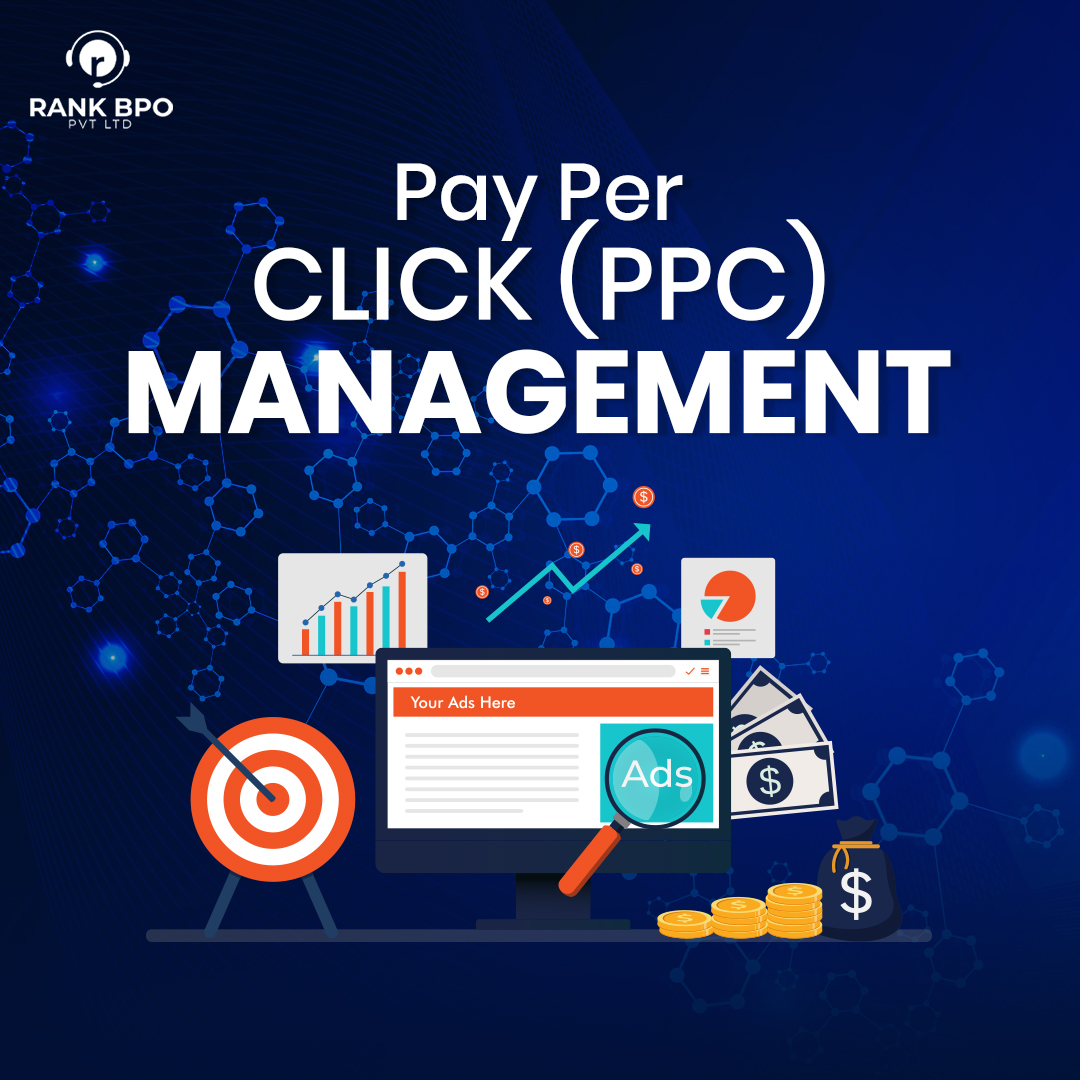 RANK BPO
PVT LTD
Pay Per
CLICK (PPC)
MANAGEMENT
$
$
$
$
Your Ads Here
Ads
$
$
$
$
$
$
$